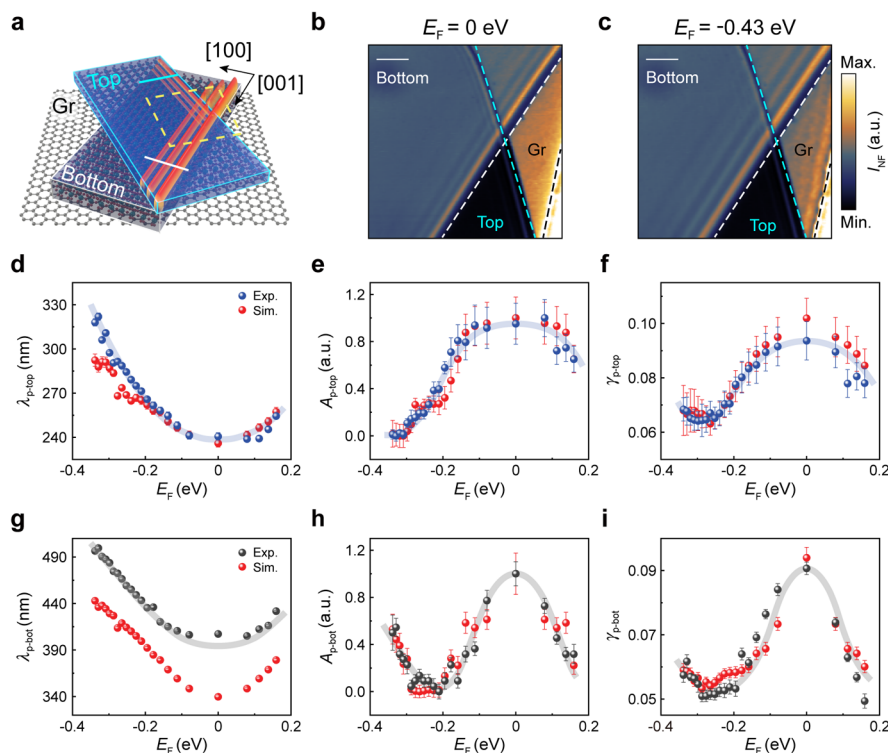 a
b
c
E_F = 0 eV
E_F = -0.43 eV
[100]
[001]
Top
Gr
Bottom
Bottom
Gr
Top
Bottom
Gr
Top
Max.
I_NF (a.u.)
Min.
d
e
f
330
300
270
240
λ_p-top (nm)
Exp.
Sim.
-0.4 -0.2 0 0.2
E_F (eV)
1.2
0.8
0.4
0.0
A_p-top (a.u.)
-0.4 -0.2 0 0.2
E_F (eV)
0.10
0.08
0.06
γ_p-top
-0.4 -0.2 0 0.2
E_F (eV)
g
h
i
490
440
390
340
λ_p-bot (nm)
Exp.
Sim.
-0.4 -0.2 0 0.2
E_F (eV)
1.2
0.8
0.4
0.0
A_p-bot (a.u.)
-0.4 -0.2 0 0.2
E_F (eV)
0.09
0.07
0.05
γ_p-bot
-0.4 -0.2 0 0.2
E_F (eV)